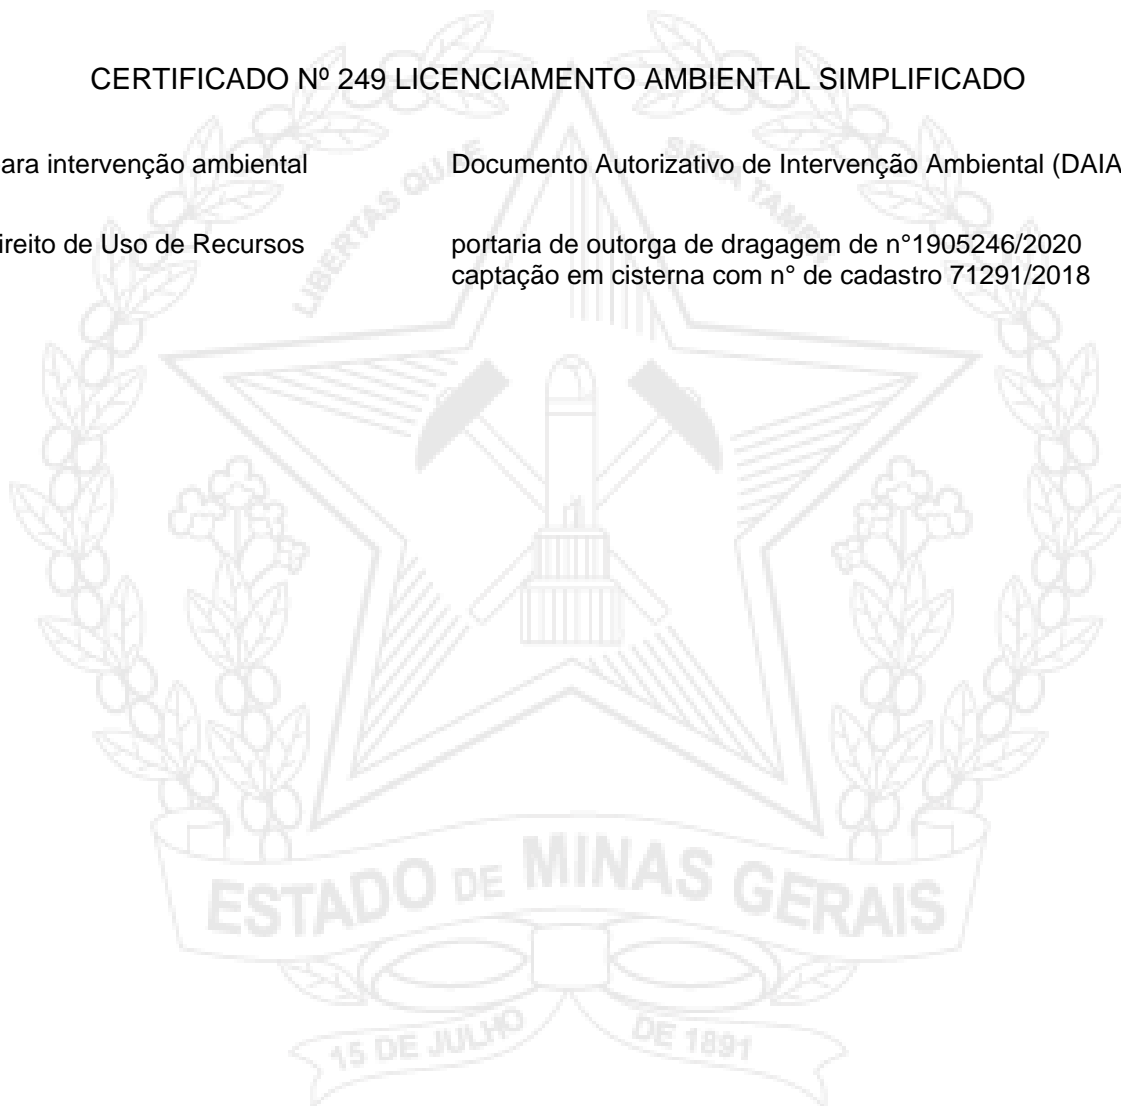 CERTIFICADO Nº 249 LICENCIAMENTO AMBIENTAL SIMPLIFICADO
ara intervenção ambiental Documento Autorizativo de Intervenção Ambiental (DAIA
ireito de Uso de Recursos portaria de outorga de dragagem de n°1905246/2020
captação em cisterna com n° de cadastro 71291/2018
LIBERTAS QUÆ SERA TAMEN
ESTADO DE MINAS GERAIS
15 DE JULHO DE 1891